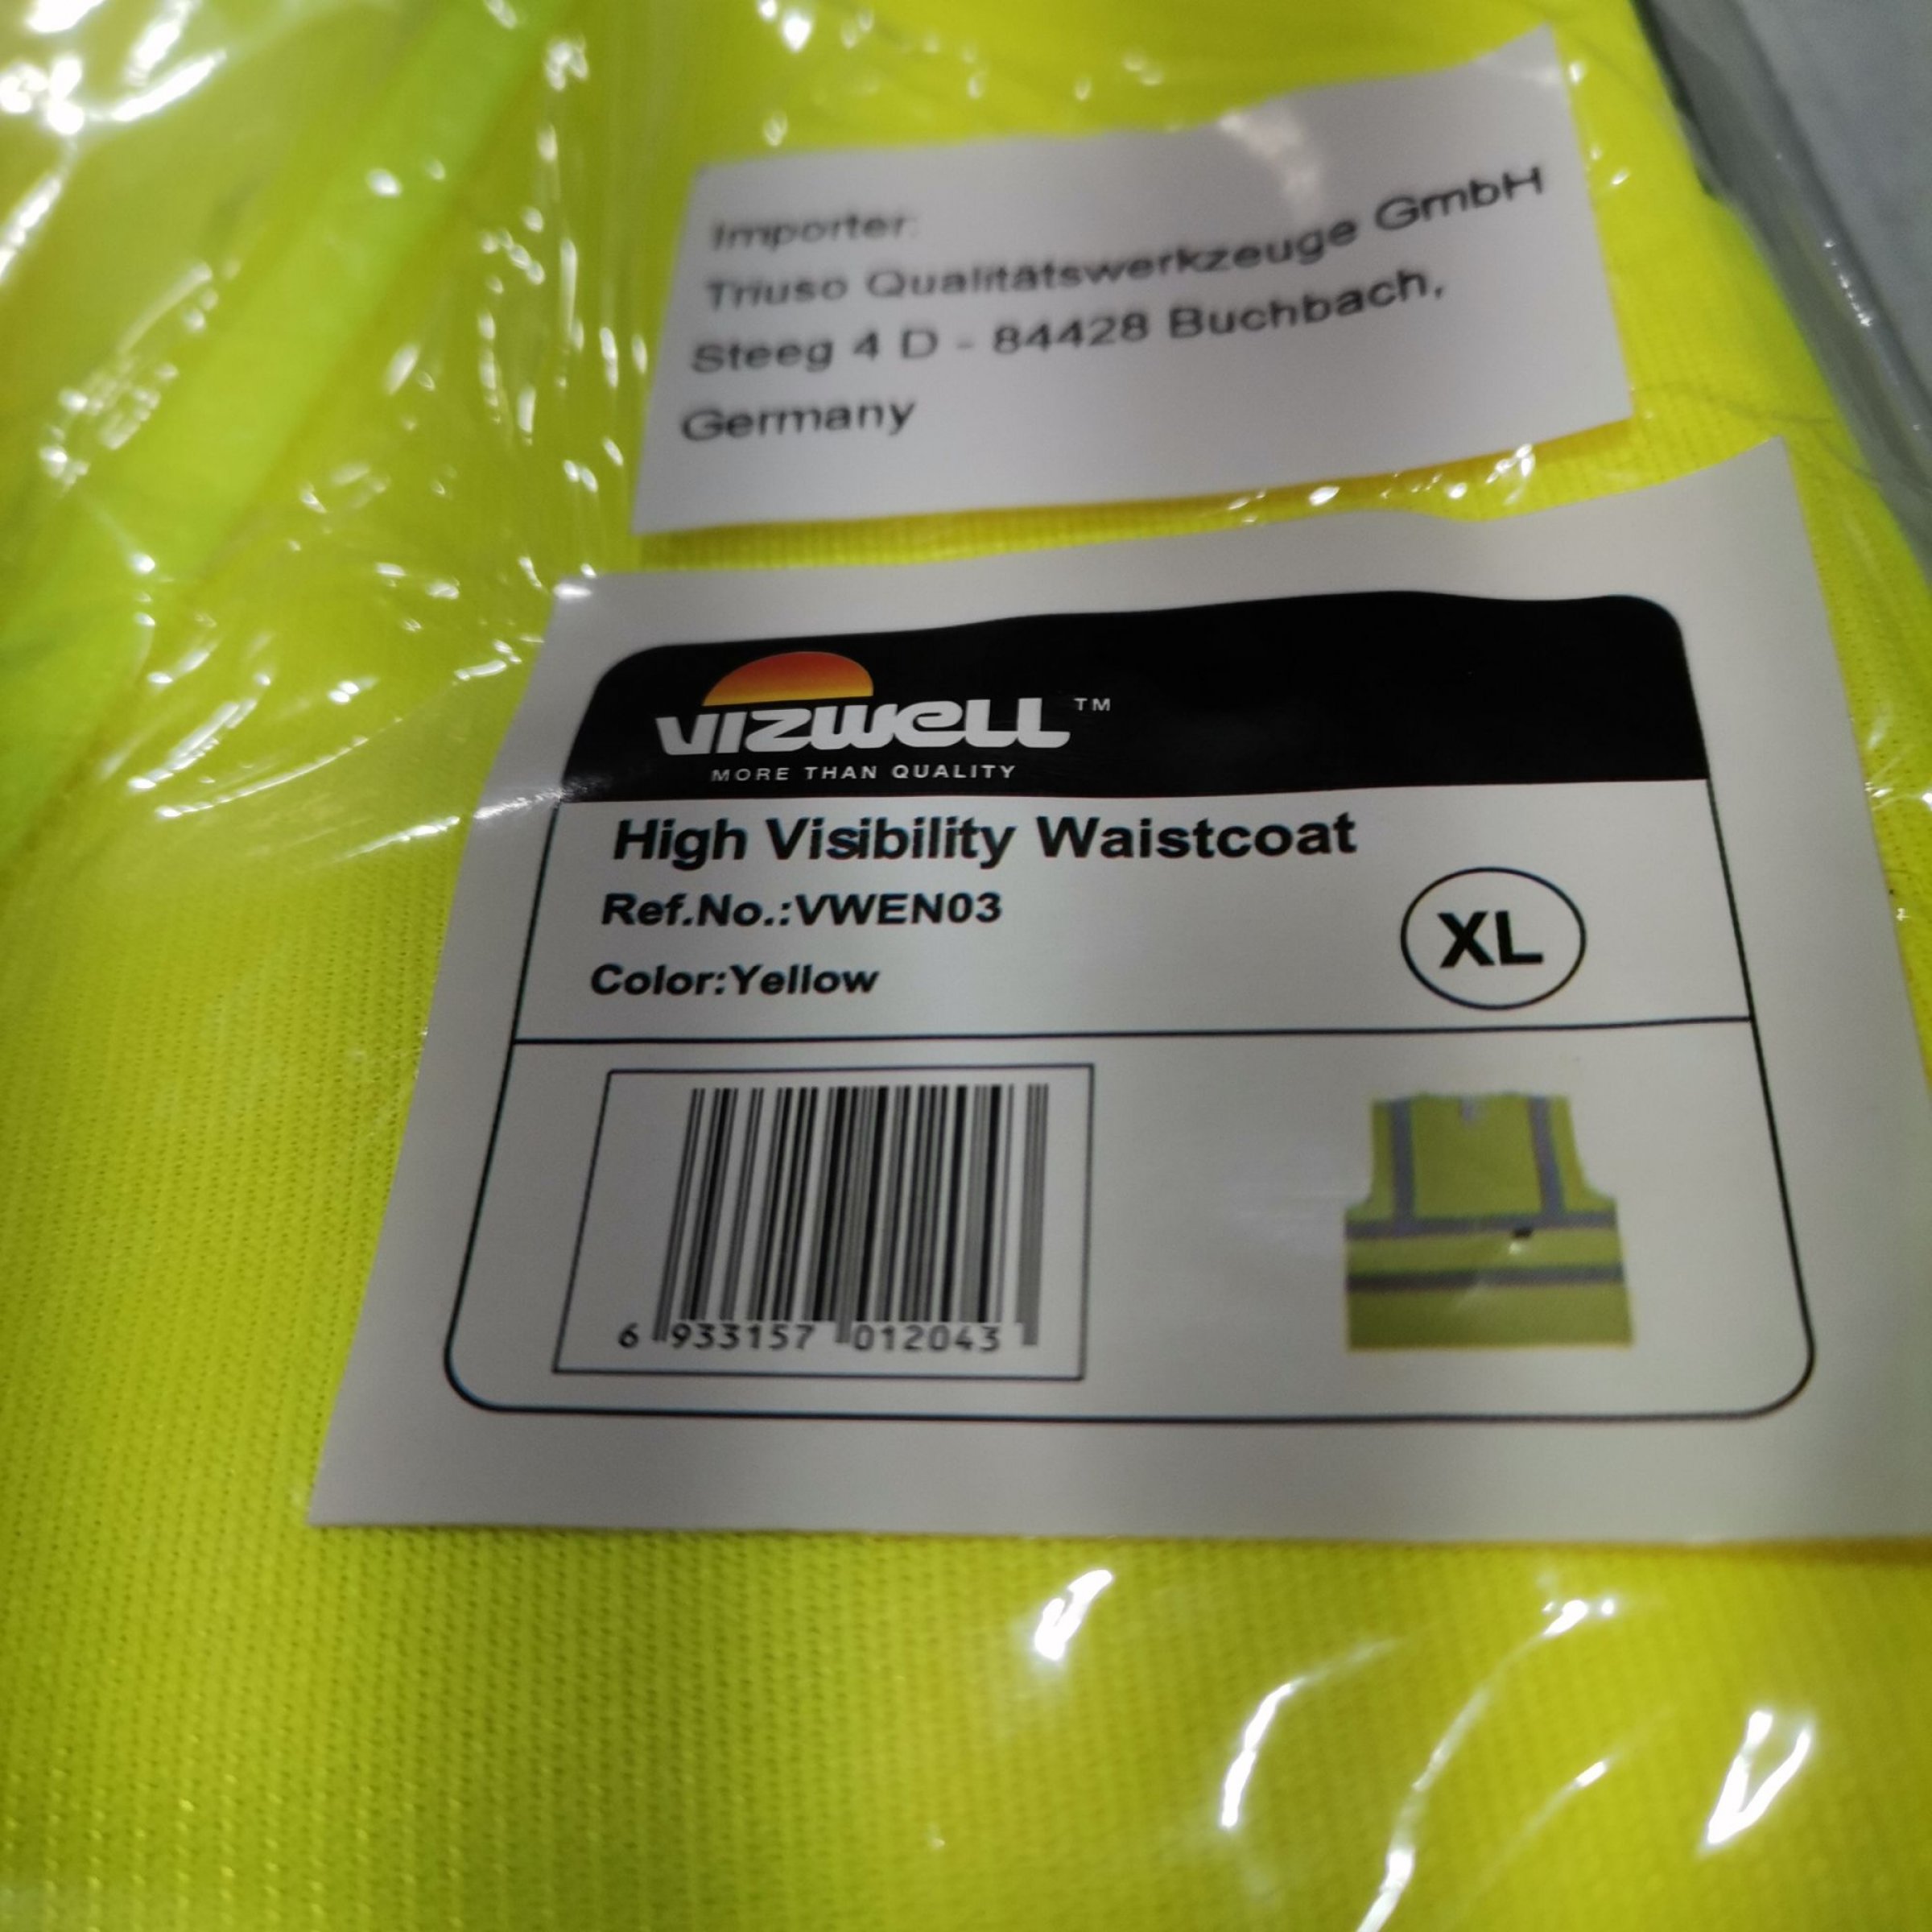 Importer:
Triuso Qualitätswerkzeuge GmbH
Steeg 4 D - 84428 Buchbach,
Germany
VIZWELL™
MORE THAN QUALITY
High Visibility Waistcoat
Ref.No.:VWEN03
Color:Yellow
XL
6 933157 012043